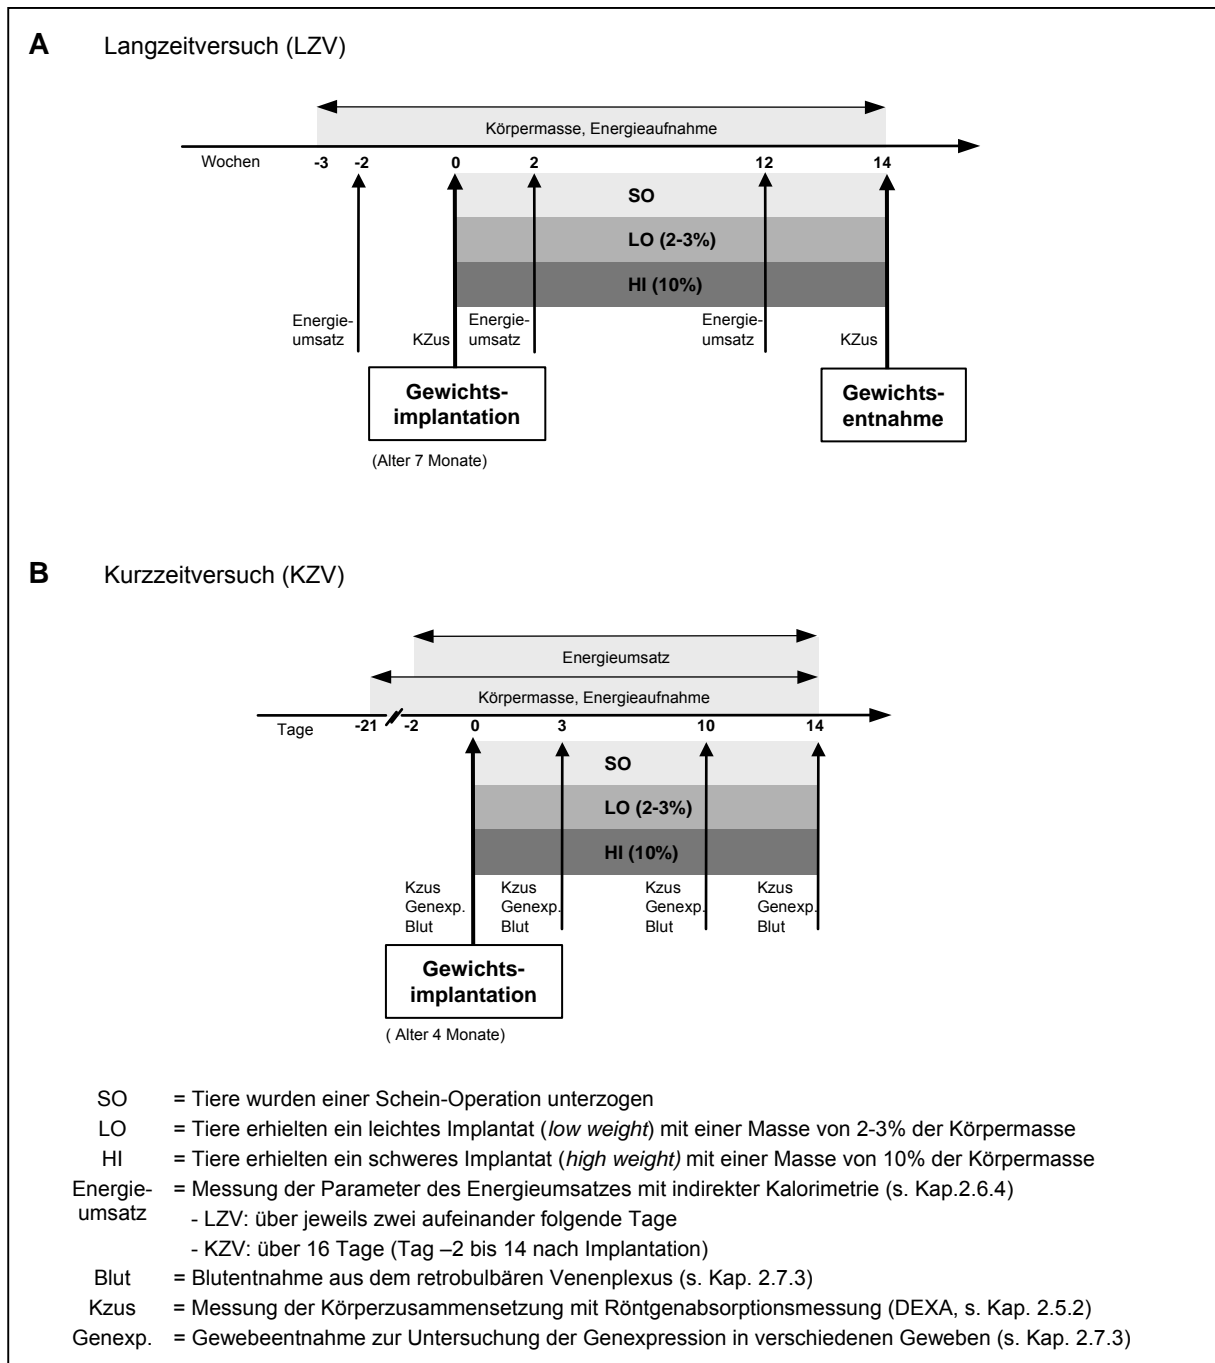 A Langzeitversuch (LZV)
Körpermasse, Energieaufnahme
Wochen -3 -2 0 2 12 14
SO
LO (2-3%)
HI (10%)
Energie-
umsatz
KZus
Energie-
umsatz
Energie-
umsatz
KZus
Gewichts-
implantation
(Alter 7 Monate)
Gewichts-
entnahme
B Kurzzeitversuch (KZV)
Energieumsatz
Körpermasse, Energieaufnahme
Tage -21 -2 0 3 10 14
SO
LO (2-3%)
HI (10%)
Kzus
Genexp.
Blut
Kzus
Genexp.
Blut
Kzus
Genexp.
Blut
Kzus
Genexp.
Blut
Gewichts-
implantation
( Alter 4 Monate)
SO = Tiere wurden einer Schein-Operation unterzogen
LO = Tiere erhielten ein leichtes Implantat (low weight) mit einer Masse von 2-3% der Körpermasse
HI = Tiere erhielten ein schweres Implantat (high weight) mit einer Masse von 10% der Körpermasse
Energie-
umsatz
= Messung der Parameter des Energieumsatzes mit indirekter Kalorimetrie (s. Kap.2.6.4)
- LZV: über jeweils zwei aufeinander folgende Tage
- KZV: über 16 Tage (Tag –2 bis 14 nach Implantation)
Blut = Blutentnahme aus dem retrobulbären Venenplexus (s. Kap. 2.7.3)
Kzus = Messung der Körperzusammensetzung mit Röntgenabsorptionsmessung (DEXA, s. Kap. 2.5.2)
Genexp. = Gewebeentnahme zur Untersuchung der Genexpression in verschiedenen Geweben (s. Kap. 2.7.3)